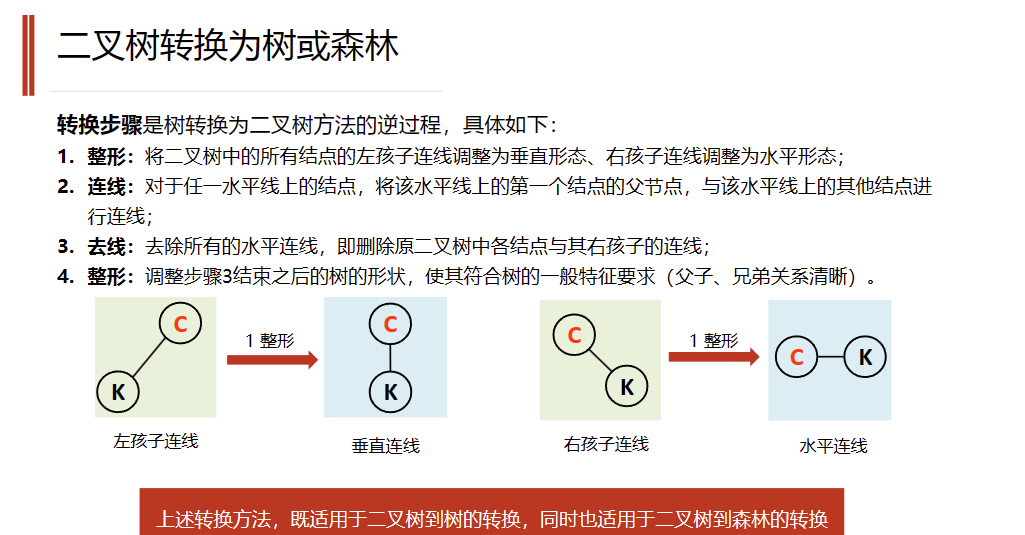 二叉树转换为树或森林
转换步骤是树转换为二叉树方法的逆过程，具体如下：
1. 整形：将二叉树中的所有结点的左孩子连线调整为垂直形态、右孩子连线调整为水平形态；
2. 连线：对于任一水平线上的结点，将该水平线上的第一个结点的父节点，与该水平线上的其他结点进
行连线；
3. 去线：去除所有的水平连线，即删除原二叉树中各结点与其右孩子的连线；
4. 整形：调整步骤3结束之后的树的形状，使其符合树的一般特征要求（父子、兄弟关系清晰）。
C
K
1 整形
C
K
C
K
1 整形
C
K
左孩子连线
垂直连线
右孩子连线
水平连线
上述转换方法，既适用于二叉树到树的转换，同时也适用于二叉树到森林的转换